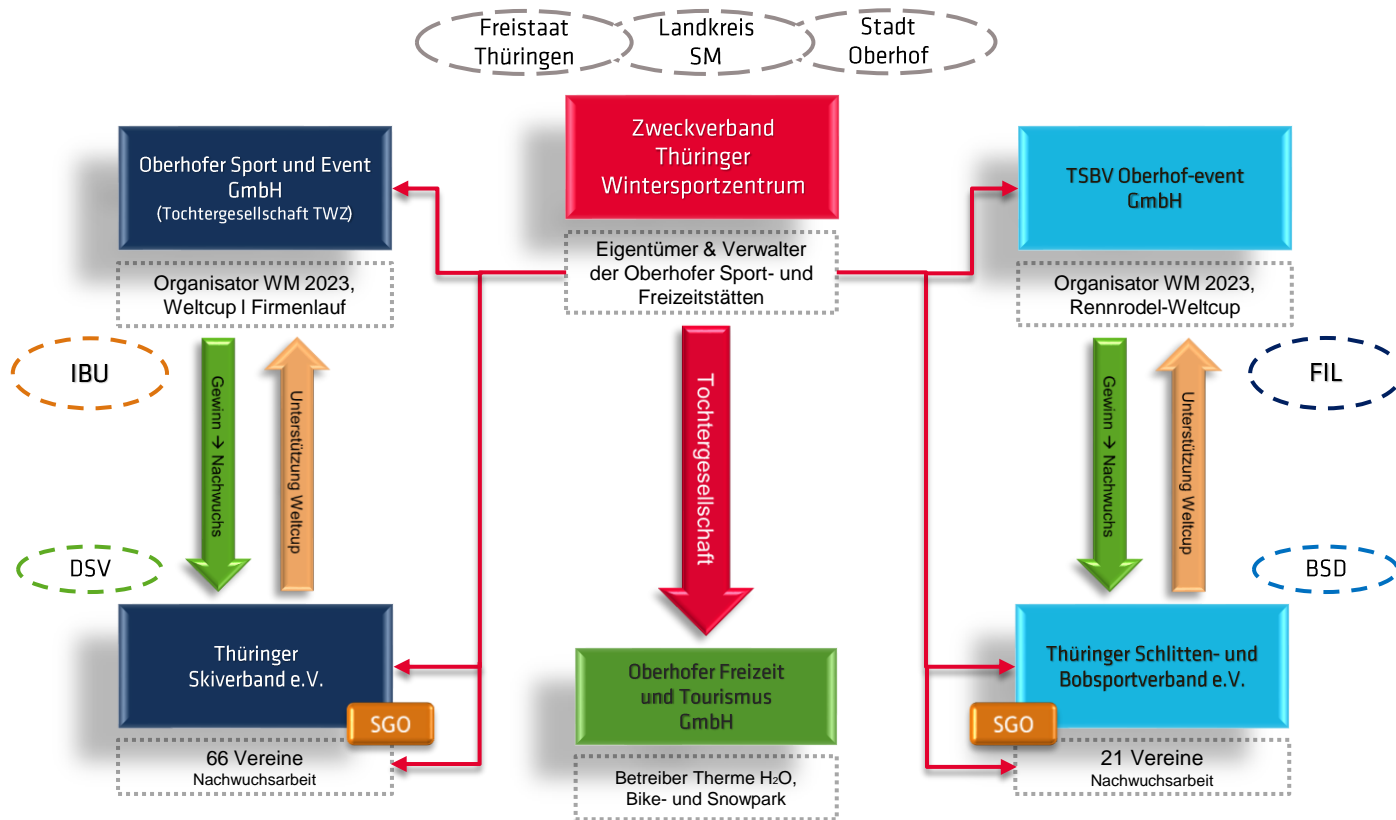 Freistaat
Thüringen
Landkreis
SM
Stadt
Oberhof
Oberhofer Sport und Event
GmbH
(Tochtergesellschaft TWZ)
Organisator WM 2023,
Weltcup l Firmenlauf
Zweckverband
Thüringer
Wintersportzentrum
Eigentümer & Verwalter
der Oberhofer Sport- und
Freizeitstätten
TSBV Oberhof-event
GmbH
Organisator WM 2023,
Rennrodel-Weltcup
IBU
Gewinn → Nachwuchs
Unterstützung Weltcup
DSV
Tochtergesellschaft
Gewinn → Nachwuchs
Unterstützung Weltcup
FIL
BSD
Thüringer
Skiverband e.V.
SGO
66 Vereine
Nachwuchsarbeit
Oberhofer Freizeit
und Tourismus
GmbH
Betreiber Therme H₂O,
Bike- und Snowpark
Thüringer Schlitten- und
Bobsportverband e.V.
SGO
21 Vereine
Nachwuchsarbeit